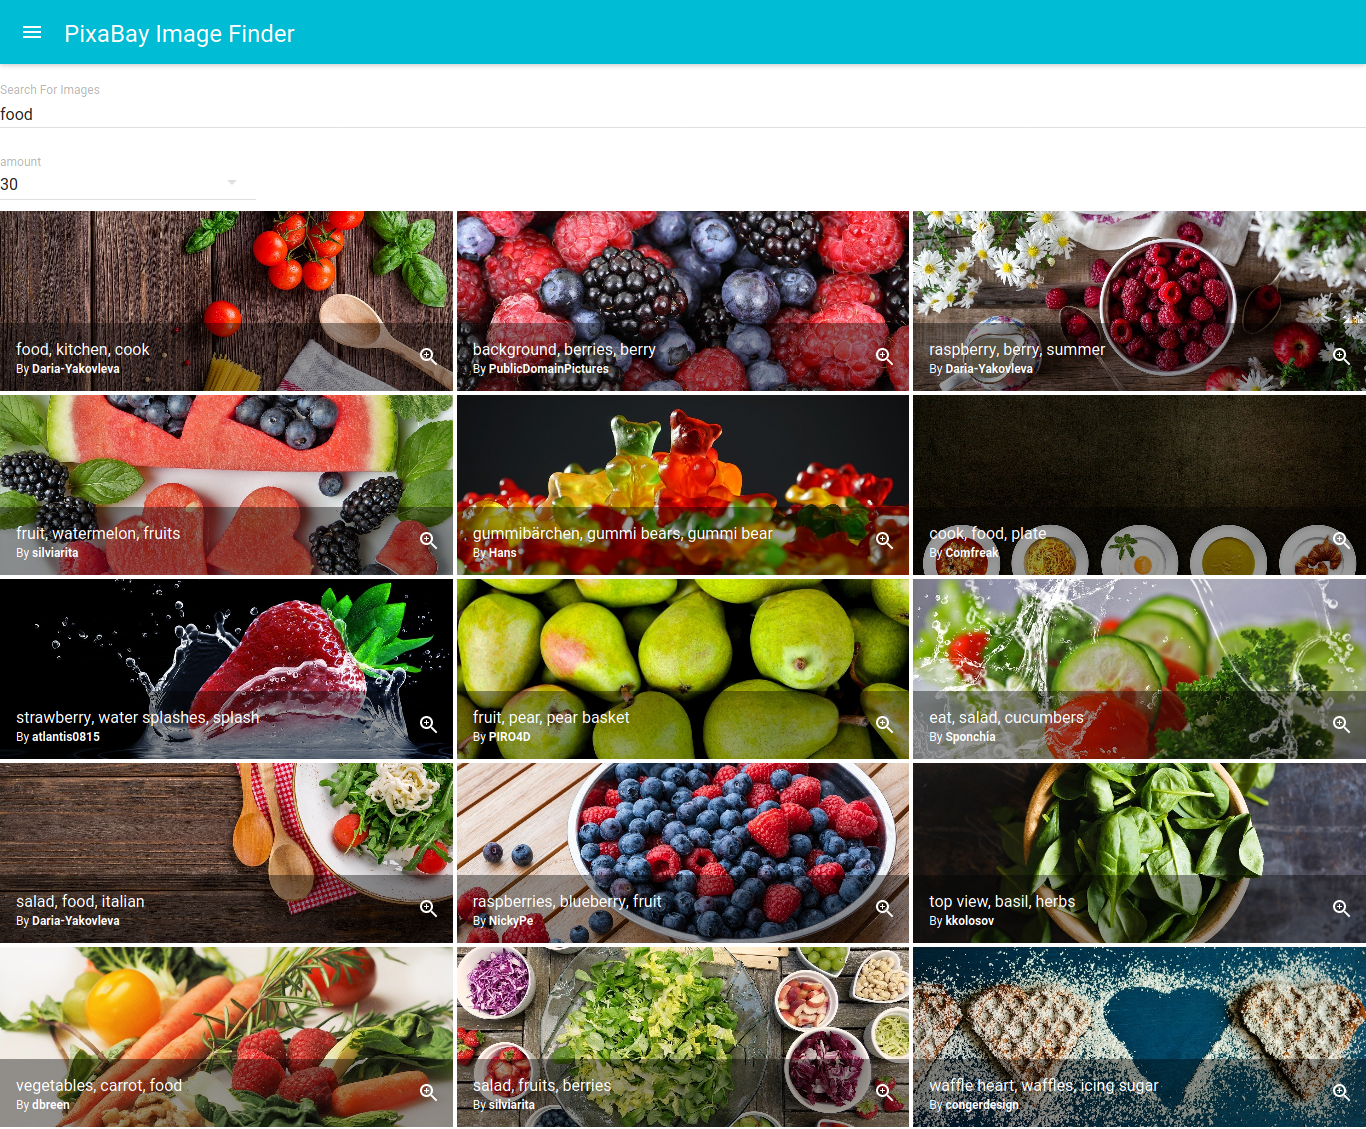 PixaBay Image Finder
Search For Images
food
amount
30
food, kitchen, cook
By Daria-Yakovleva
background, berries, berry
By PublicDomainPictures
raspberry, berry, summer
By Daria-Yakovleva
fruit, watermelon, fruits
By silviarita
gummibärchen, gummi bears, gummi bear
By Hans
cook, food, plate
By Comfreak
strawberry, water splashes, splash
By atlantis0815
fruit, pear, pear basket
By PIRO4D
eat, salad, cucumbers
By Sponchia
salad, food, italian
By Daria-Yakovleva
raspberries, blueberry, fruit
By NickyPe
top view, basil, herbs
By kkolosov
vegetables, carrot, food
By dbreen
salad, fruits, berries
By silviarita
waffle heart, waffles, icing sugar
By congerdesign